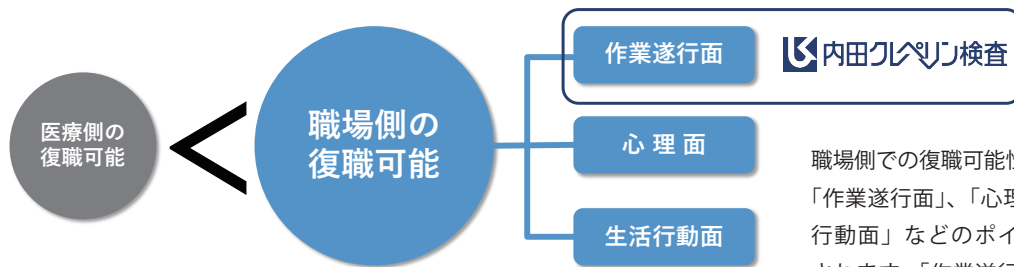 医療側の
復職可能
<
職場側の
復職可能
作業遂行面
内田クレペリン検査
心理面
生活行動面
職場側での復職可能
「作業遂行面」、「心理
行動面」などのポイ